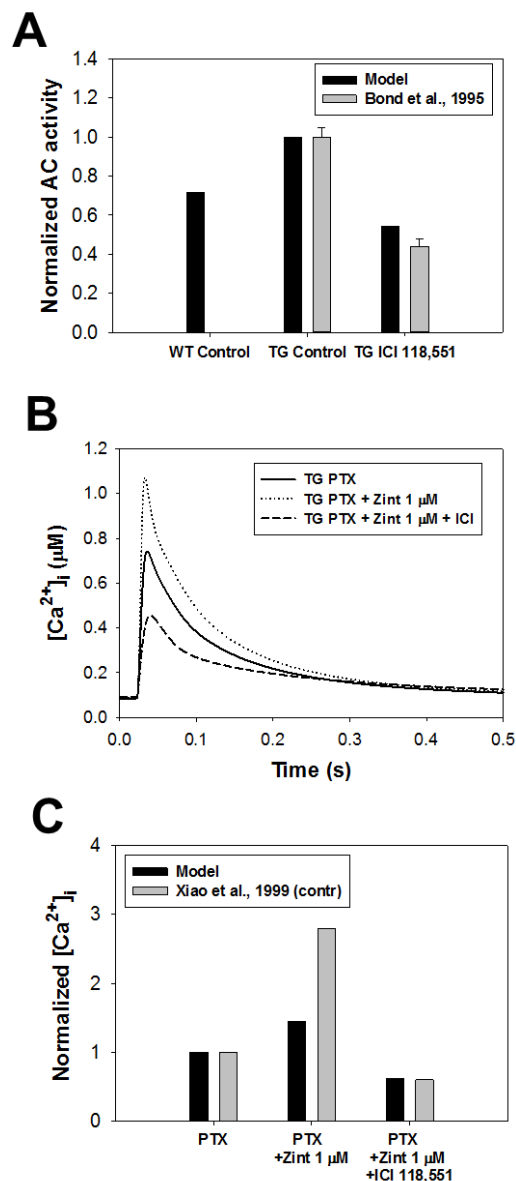 A
Normalized AC activity
1.4
1.2
1.0
0.8
0.6
0.4
0.2
0.0
Model
Bond et al., 1995
WT Control TG Control TG ICI 118,551
B
[Ca2+]i (μM)
1.2
1.0
0.8
0.6
0.4
0.2
0.0
TG PTX
TG PTX + Zint 1 μM
TG PTX + Zint 1 μM + ICI
0.0 0.1 0.2 0.3 0.4 0.5
Time (s)
C
Normalized [Ca2+]i
4
3
2
1
0
Model
Xiao et al., 1999 (contr)
PTX
PTX
+Zint 1 μM
PTX
+Zint 1 μM
+ICI 118.551